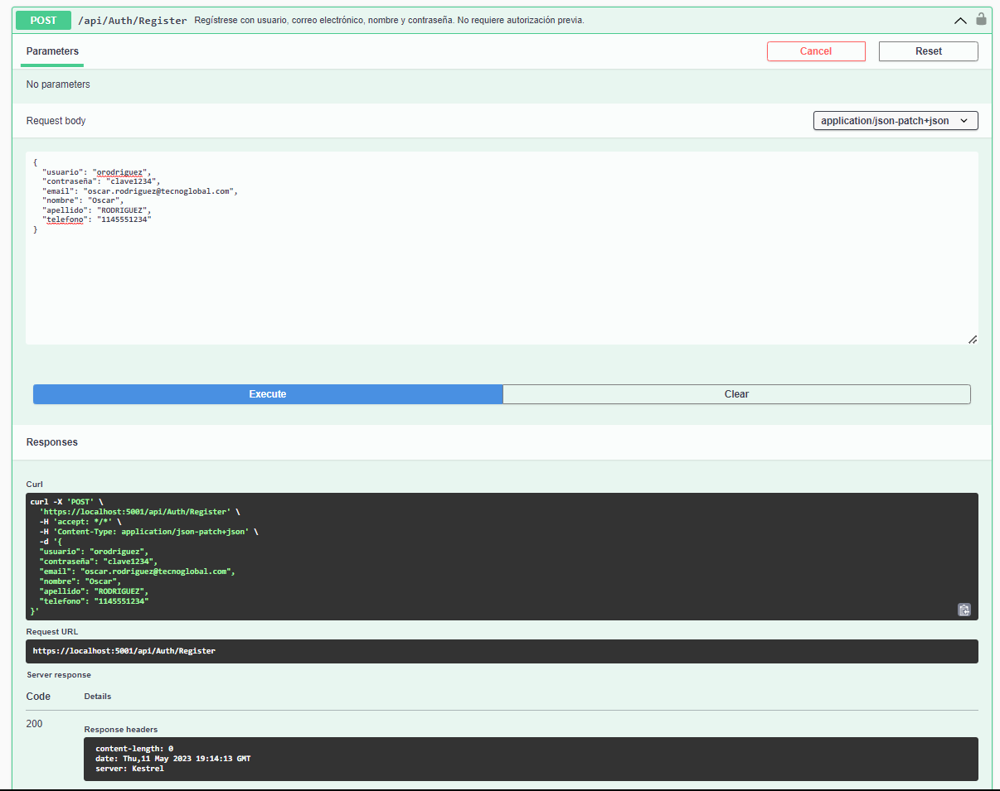 POST /api/Auth/Register Regístrese con usuario, correo electrónico, nombre y contraseña. No requiere autorización previa.
Parameters Cancel Reset
No parameters
Request body application/json-patch+json
{
  "usuario": "orodriguez",
  "contraseña": "clave1234",
  "email": "oscar.rodriguez@tecnoglobal.com",
  "nombre": "Oscar",
  "apellido": "RODRIGUEZ",
  "telefono": "1145551234"
}
Execute Clear
Responses
Curl
curl -X 'POST' \
  'https://localhost:5001/api/Auth/Register' \
  -H 'accept: */*' \
  -H 'Content-Type: application/json-patch+json' \
  -d '{
  "usuario": "orodriguez",
  "contraseña": "clave1234",
  "email": "oscar.rodriguez@tecnoglobal.com",
  "nombre": "Oscar",
  "apellido": "RODRIGUEZ",
  "telefono": "1145551234"
}'
Request URL
https://localhost:5001/api/Auth/Register
Server response
Code Details
200
Response headers
content-length: 0
date: Thu,11 May 2023 19:14:13 GMT
server: Kestrel